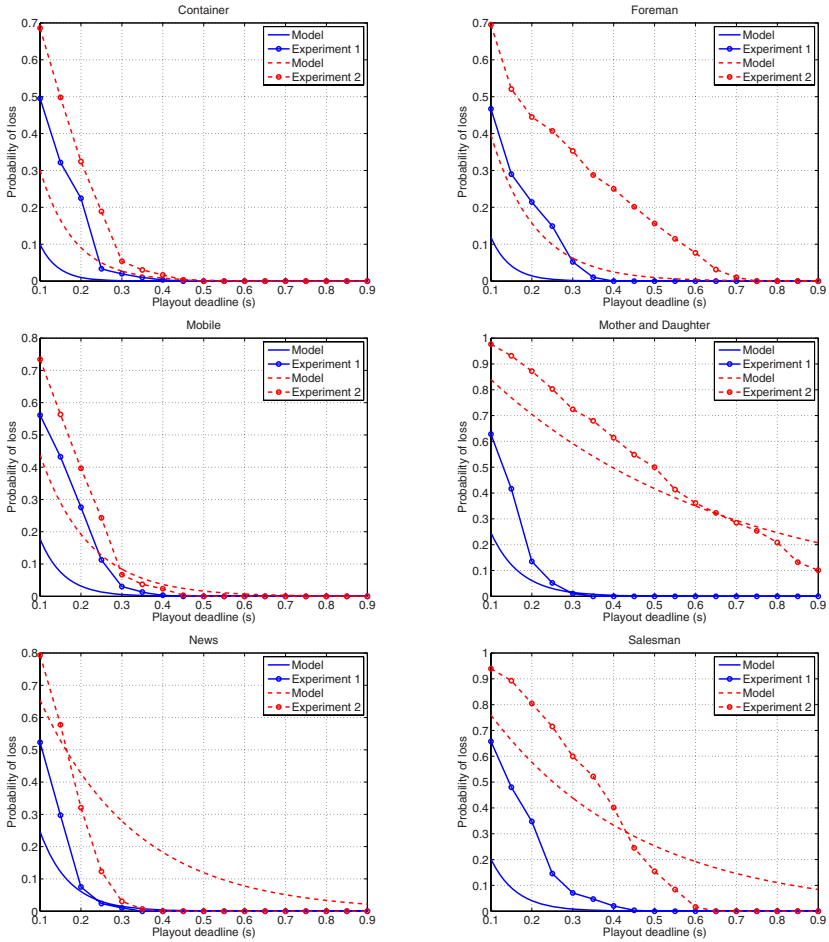 Container
Probability of loss
0.7
0.6
0.5
0.4
0.3
0.2
0.1
0
0.1 0.2 0.3 0.4 0.5 0.6 0.7 0.8 0.9
Playout deadline (s)
Model
Experiment 1
Model
Experiment 2
Foreman
Probability of loss
0.7
0.6
0.5
0.4
0.3
0.2
0.1
0
0.1 0.2 0.3 0.4 0.5 0.6 0.7 0.8 0.9
Playout deadline (s)
Model
Experiment 1
Model
Experiment 2
Mobile
Probability of loss
0.8
0.7
0.6
0.5
0.4
0.3
0.2
0.1
0
0.1 0.2 0.3 0.4 0.5 0.6 0.7 0.8 0.9
Playout deadline (s)
Model
Experiment 1
Model
Experiment 2
Mother and Daughter
Probability of loss
1
0.9
0.8
0.7
0.6
0.5
0.4
0.3
0.2
0.1
0
0.1 0.2 0.3 0.4 0.5 0.6 0.7 0.8 0.9
Playout deadline (s)
Model
Experiment 1
Model
Experiment 2
News
Probability of loss
0.8
0.7
0.6
0.5
0.4
0.3
0.2
0.1
0
0.1 0.2 0.3 0.4 0.5 0.6 0.7 0.8 0.9
Playout deadline (s)
Model
Experiment 1
Model
Experiment 2
Salesman
Probability of loss
1
0.9
0.8
0.7
0.6
0.5
0.4
0.3
0.2
0.1
0
0.1 0.2 0.3 0.4 0.5 0.6 0.7 0.8 0.9
Playout deadline (s)
Model
Experiment 1
Model
Experiment 2